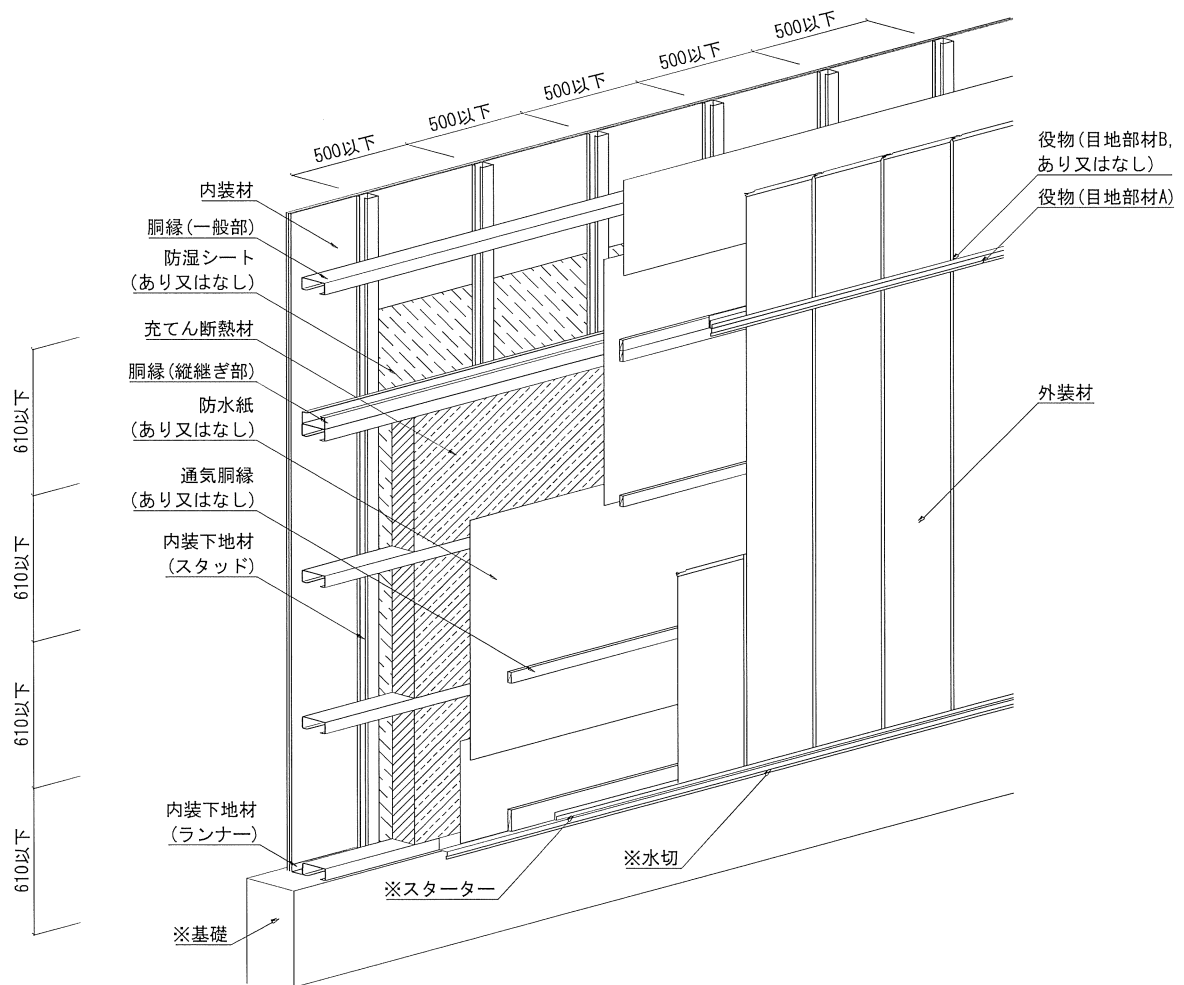 500以下
500以下
500以下
500以下
500以下
内装材
胴縁(一般部)
防湿シート
(あり又はなし)
充てん断熱材
胴縁(縦継ぎ部)
防水紙
(あり又はなし)
通気胴縁
(あり又はなし)
内装下地材
(スタッド)
内装下地材
(ランナー)
※基礎
※スターター
※水切
役物(目地部材B,
あり又はなし)
役物(目地部材A)
外装材
610以下
610以下
610以下
610以下